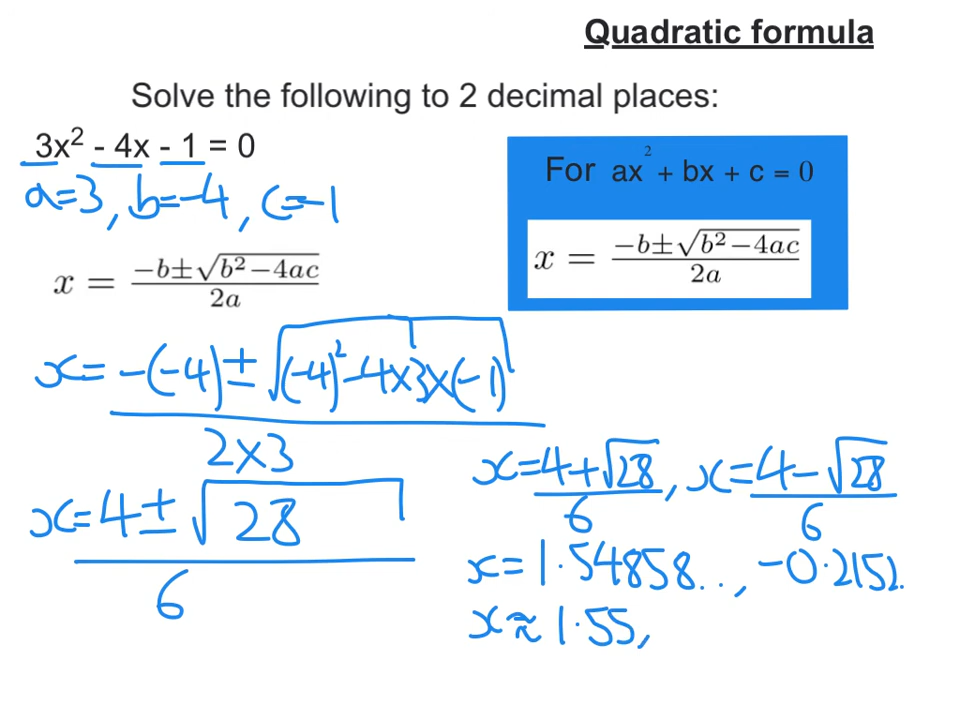 Quadratic formula
Solve the following to 2 decimal places:
3x² - 4x - 1 = 0
a=3, b=-4, c=-1
For ax² + bx + c = 0
x = (-b±√(b²-4ac))/2a
x = (-b±√(b²-4ac))/2a
x= (-(-4)±√((-4)²-4×3×(-1)))/(2×3)
x= (4±√28)/6
x= (4+√28)/6, x= (4-√28)/6
x= 1.54858.., -0.2152.
x≈1.55,